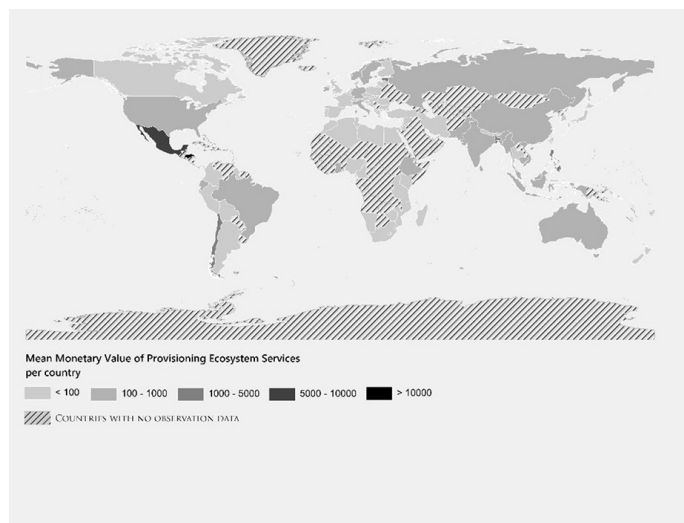 Mean Monetary Value of Provisioning Ecosystem Services
per country
< 100
100 - 1000
1000 - 5000
5000 - 10000
> 10000
COUNTRIES WITH NO OBSERVATION DATA